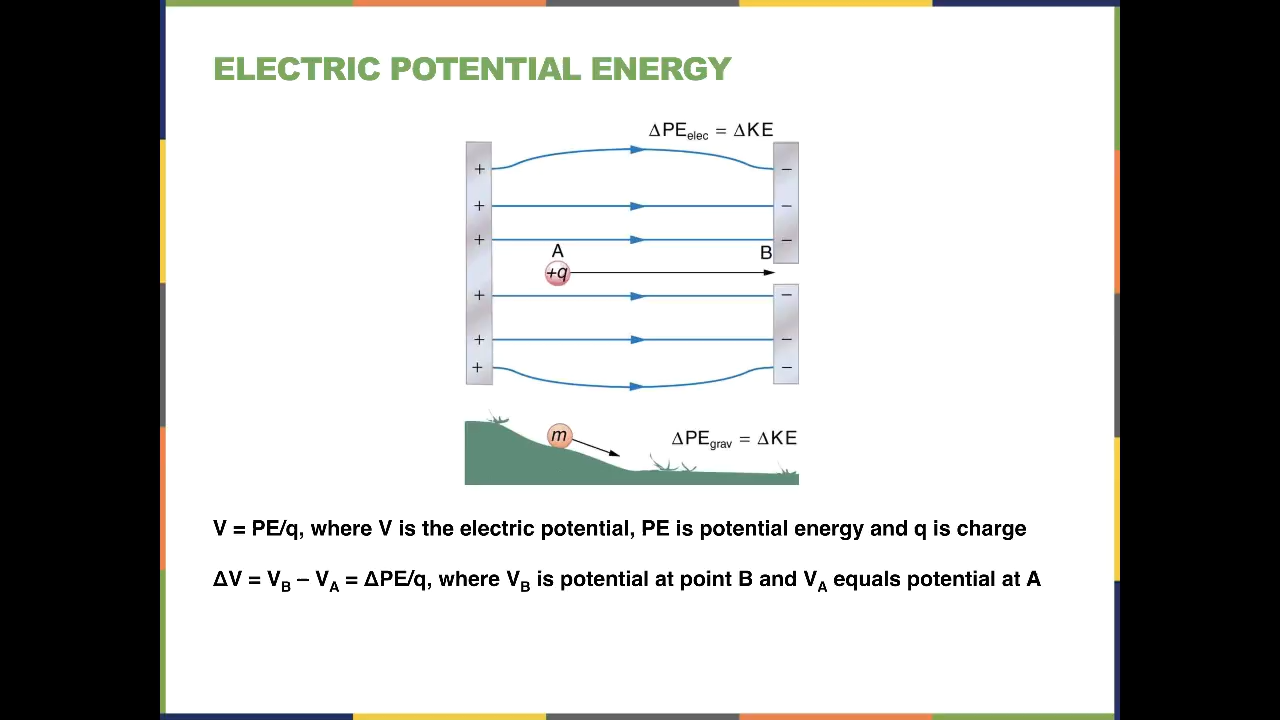 ELECTRIC POTENTIAL ENERGY
ΔPEelec = ΔKE
+ −
+ −
+ −
A B
+q
+ −
+ −
+ −
m
ΔPEgrav = ΔKE
V = PE/q, where V is the electric potential, PE is potential energy and q is charge
ΔV = VB – VA = ΔPE/q, where VB is potential at point B and VA equals potential at A